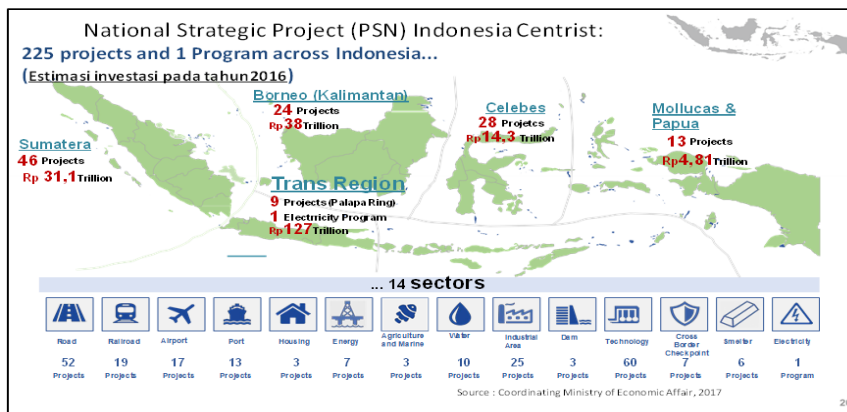 National Strategic Project (PSN) Indonesia Centrist:
225 projects and 1 Program across Indonesia...
(Estimasi investasi pada tahun 2016)
Borneo (Kalimantan)
24 Projects
Rp 38 Trillion
Celebes
28 Projetcs
Rp 14,3 Trillion
Mollucas &
Papua
13 Projects
Rp 4,81 Trillion
Sumatera
46 Projects
Rp 31,1 Trillion
Trans Region
9 Projects (Palapa Ring)
1 Electricity Program
Rp 127 Trillion
... 14 sectors
Road
52
Projects
Railroad
19
Projects
Airport
17
Projects
Port
13
Projects
Housing
3
Projects
Energy
7
Projects
Agriculture
and Marine
3
Projects
Water
10
Projects
Industrial
Area
25
Projects
Dam
3
Projects
Technology
60
Projects
Cross
Border
Checkpoint
7
Projects
Smelter
6
Projects
Electricity
1
Program
Source : Coordinating Ministry of Economic Affair, 2017